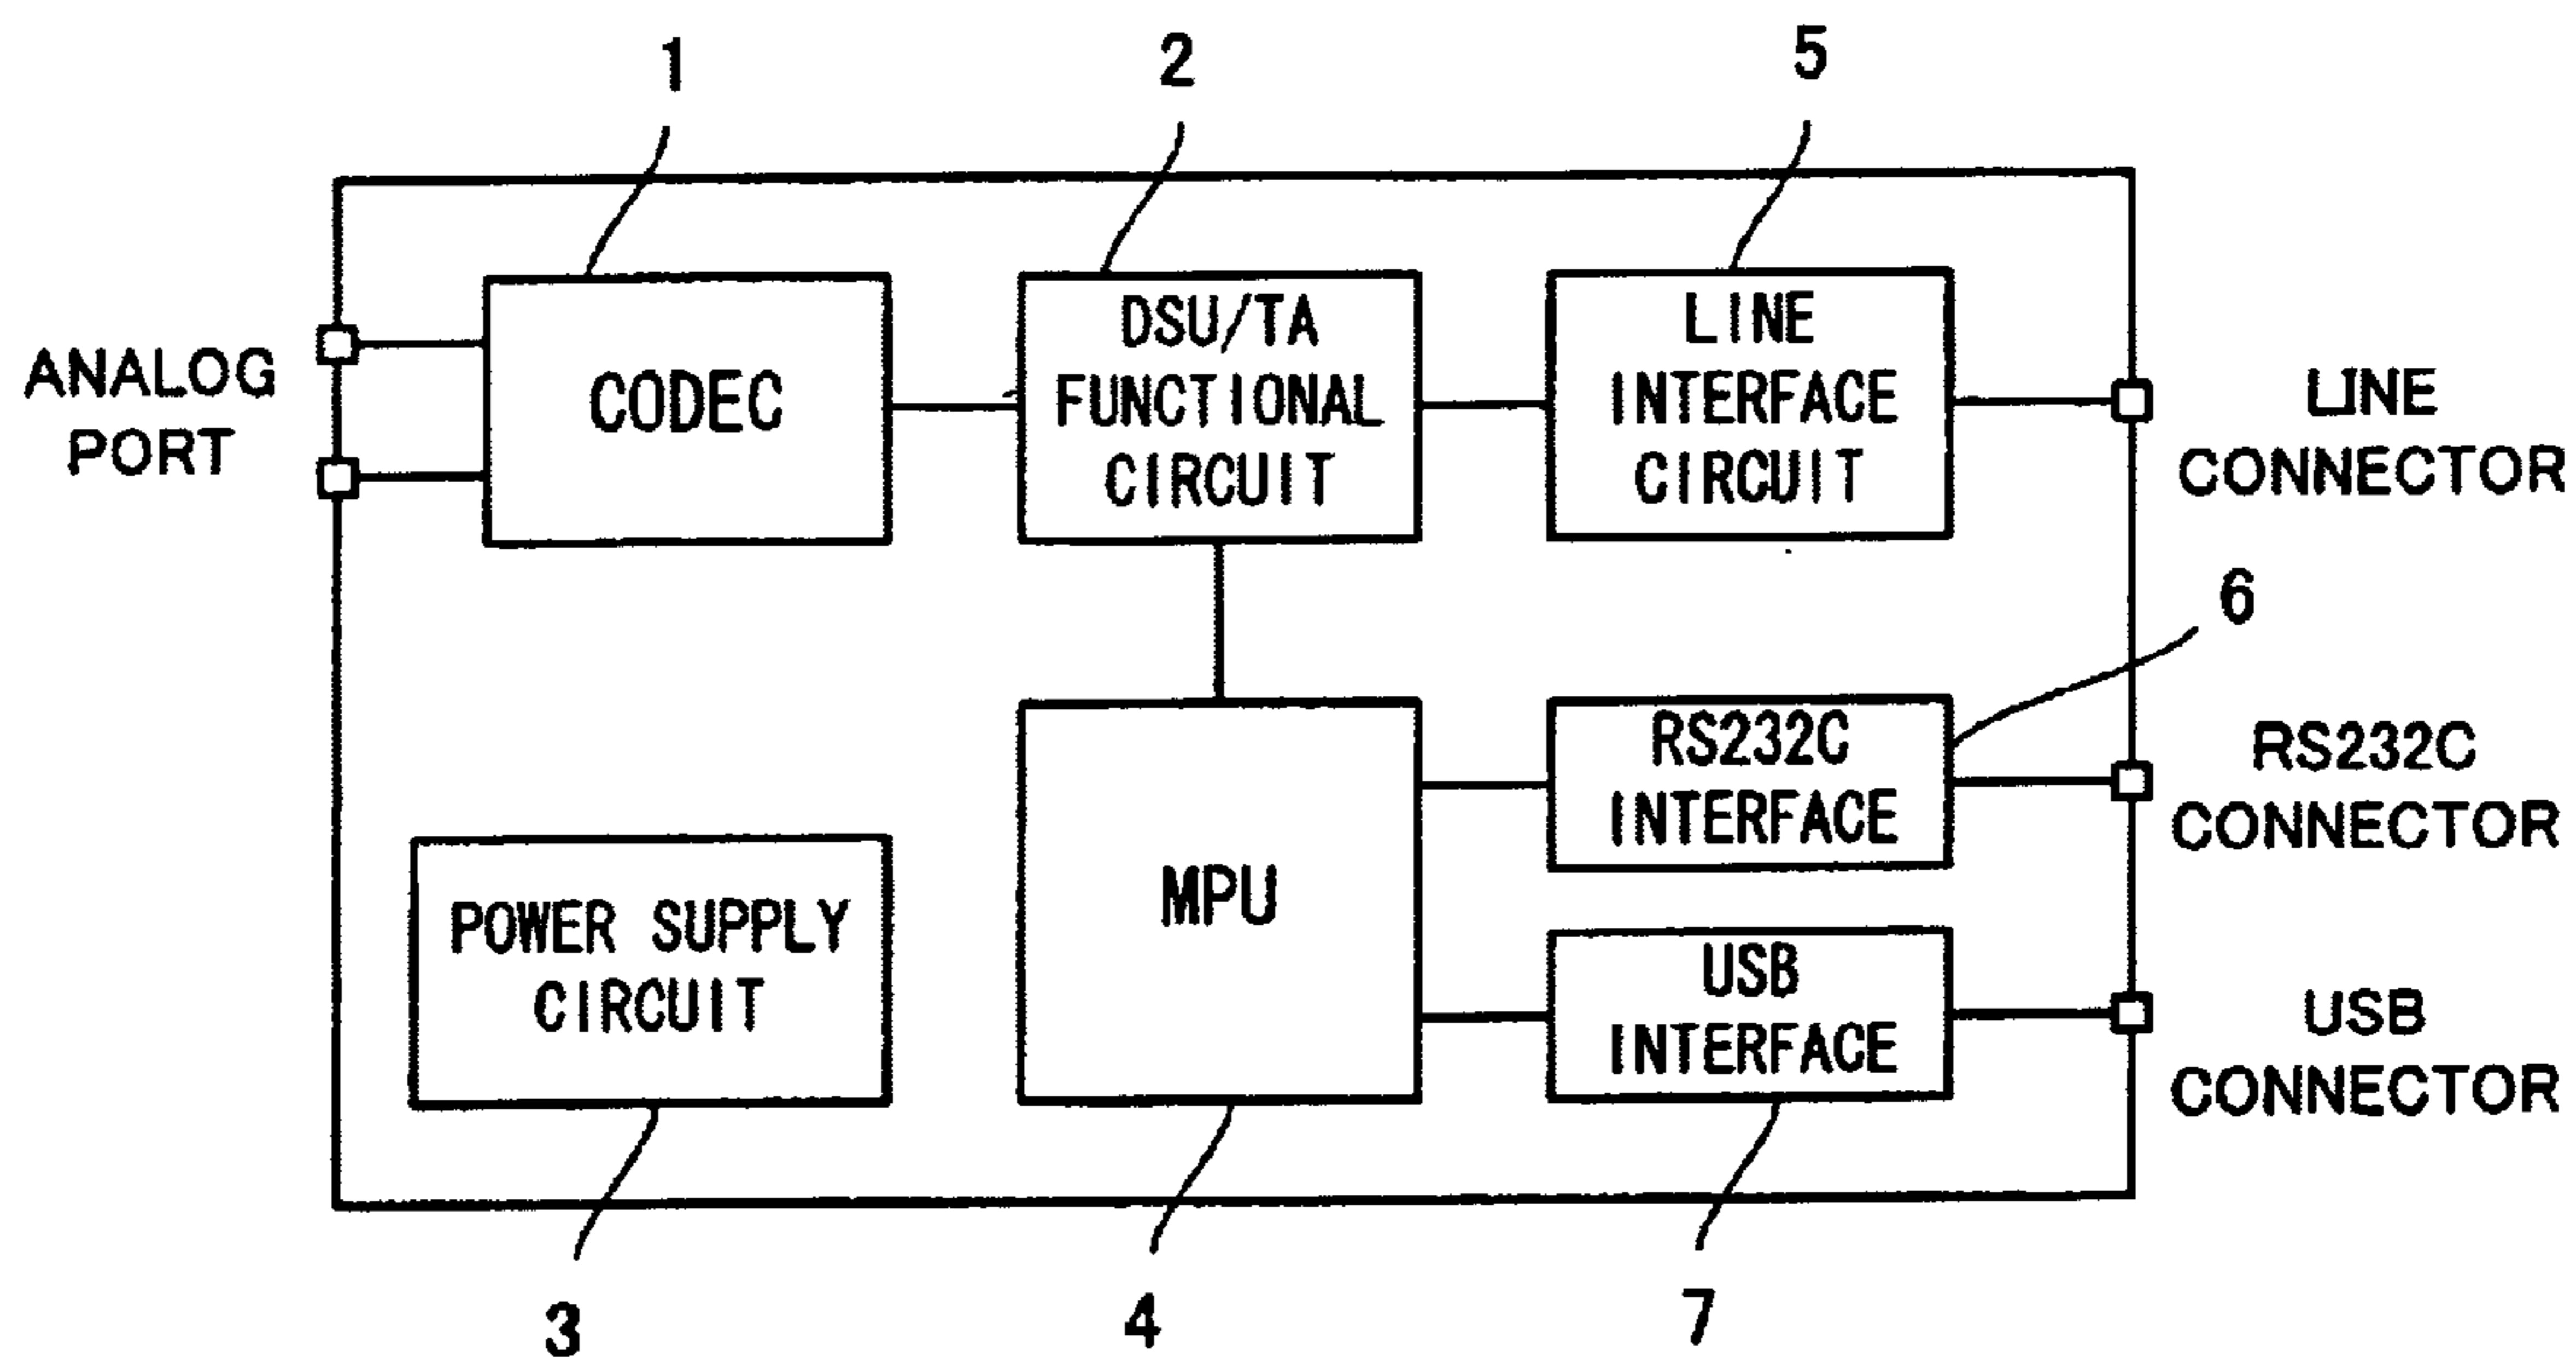 1
2
5
ANALOG
PORT
CODEC
DSU/TA
FUNCTIONAL
CIRCUIT
LINE
INTERFACE
CIRCUIT
LINE
CONNECTOR
6
POWER SUPPLY
CIRCUIT
MPU
RS232C
INTERFACE
RS232C
CONNECTOR
USB
INTERFACE
USB
CONNECTOR
3
4
7